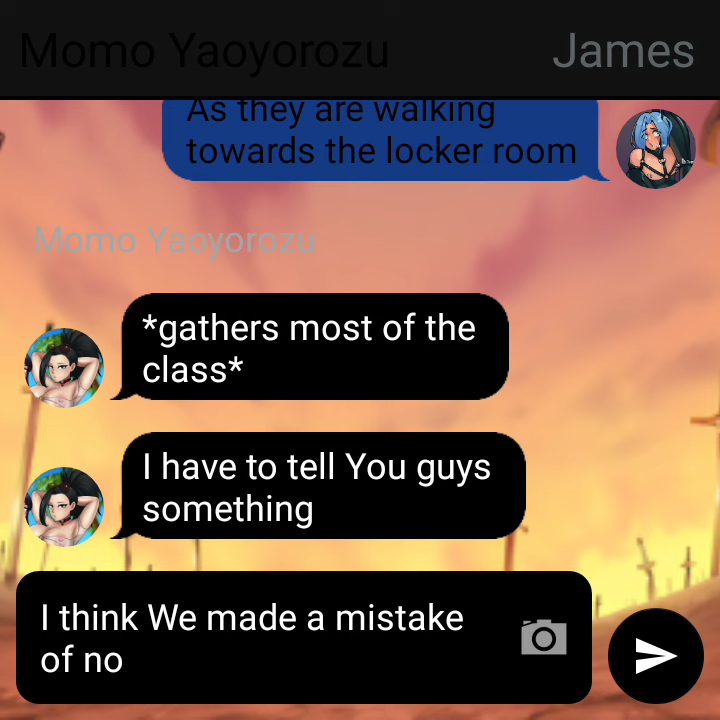 Momo Yaoyorozu
James
As they are walking
towards the locker room
Momo Yaoyorozu
*gathers most of the
class*
I have to tell You guys
something
I think We made a mistake
of no